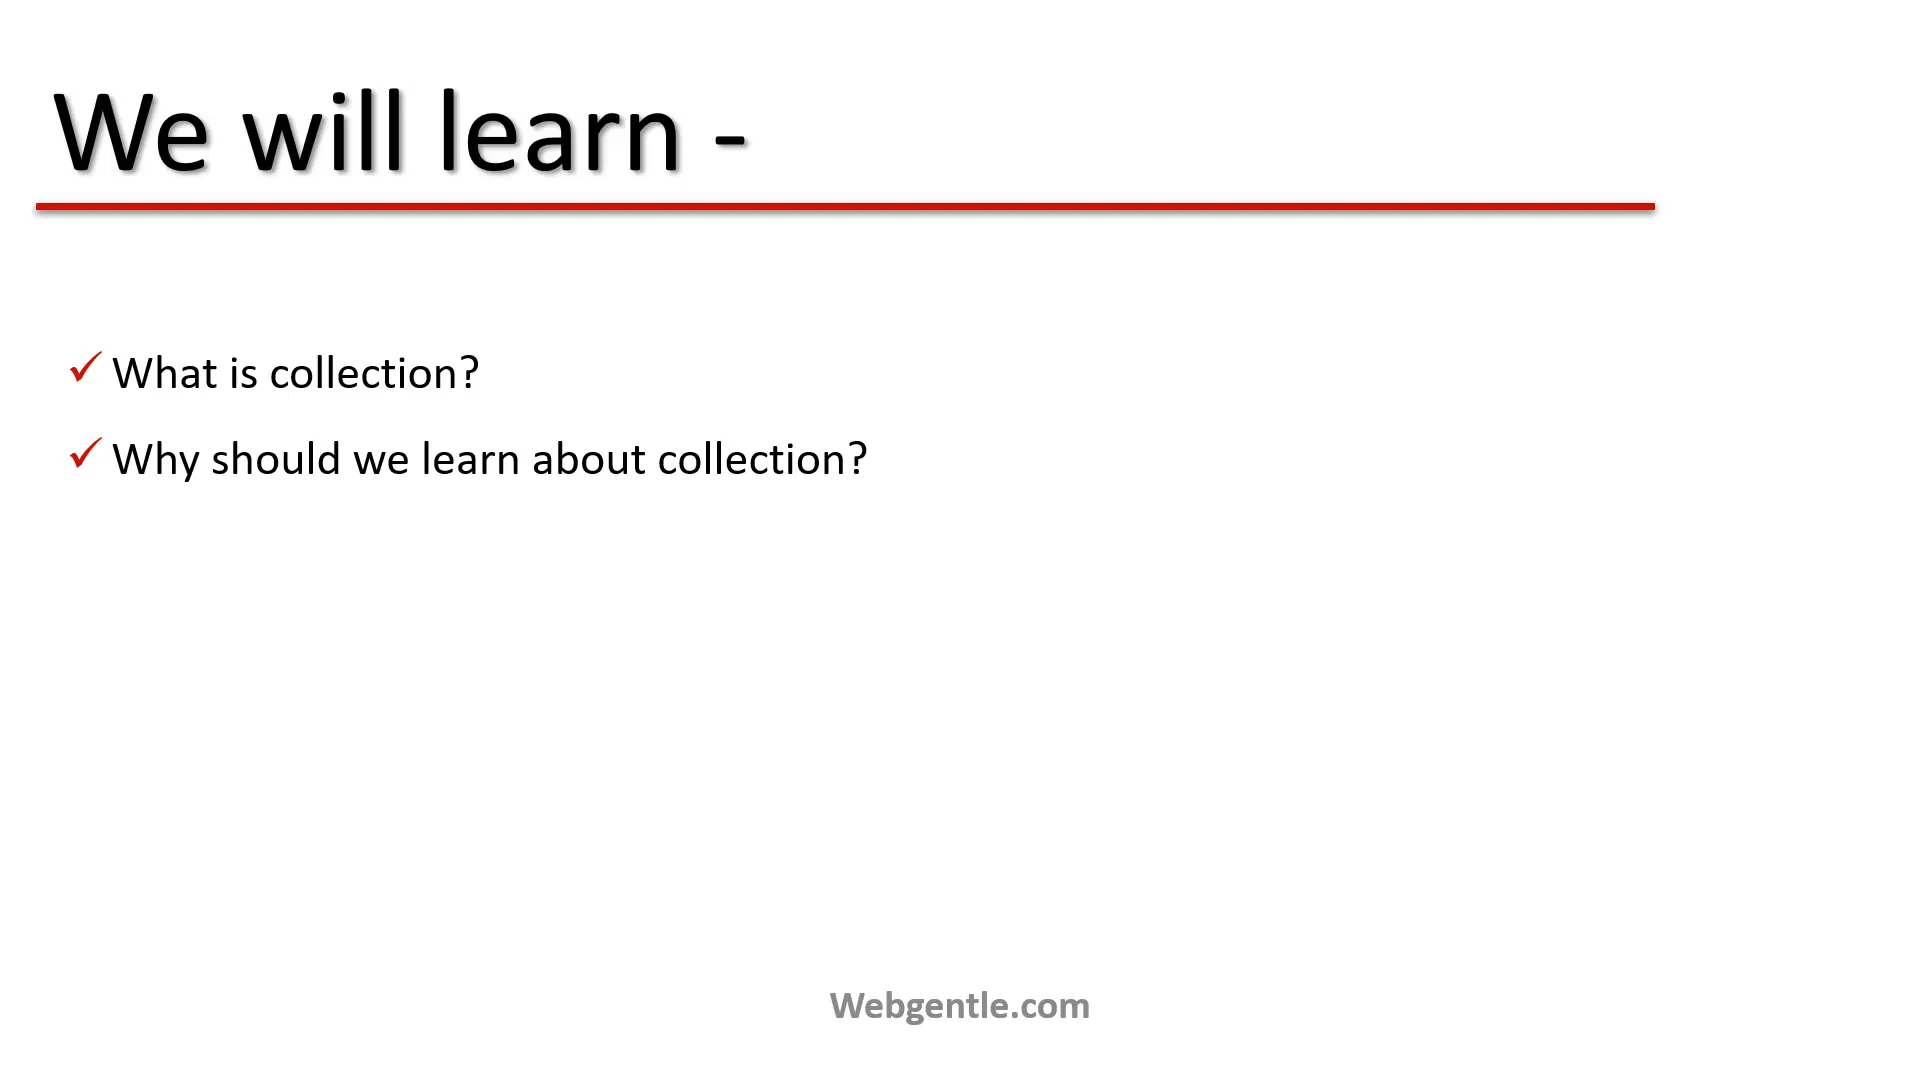 We will learn -
✓ What is collection?
✓ Why should we learn about collection?
Webgentle.com